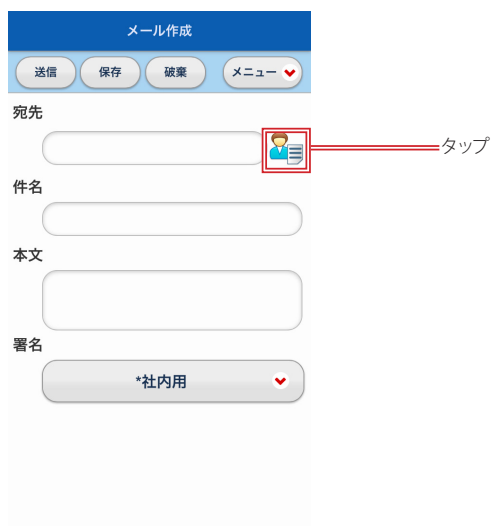 メール作成
送信 保存 破棄 メニュー
宛先
タップ
件名
本文
署名
*社内用